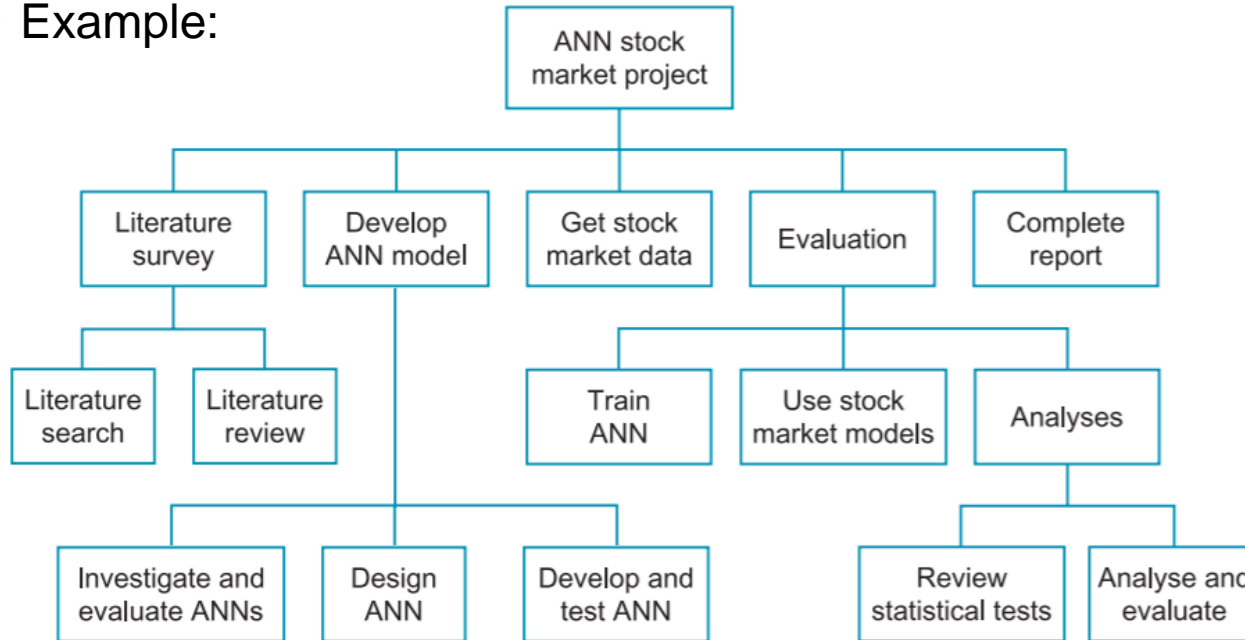 Example:
ANN stock
market project
Literature
survey
Develop
ANN model
Get stock
market data
Evaluation
Complete
report
Literature
search
Literature
review
Train
ANN
Use stock
market models
Analyses
Investigate and
evaluate ANNs
Design
ANN
Develop and
test ANN
Review
statistical tests
Analyse and
evaluate